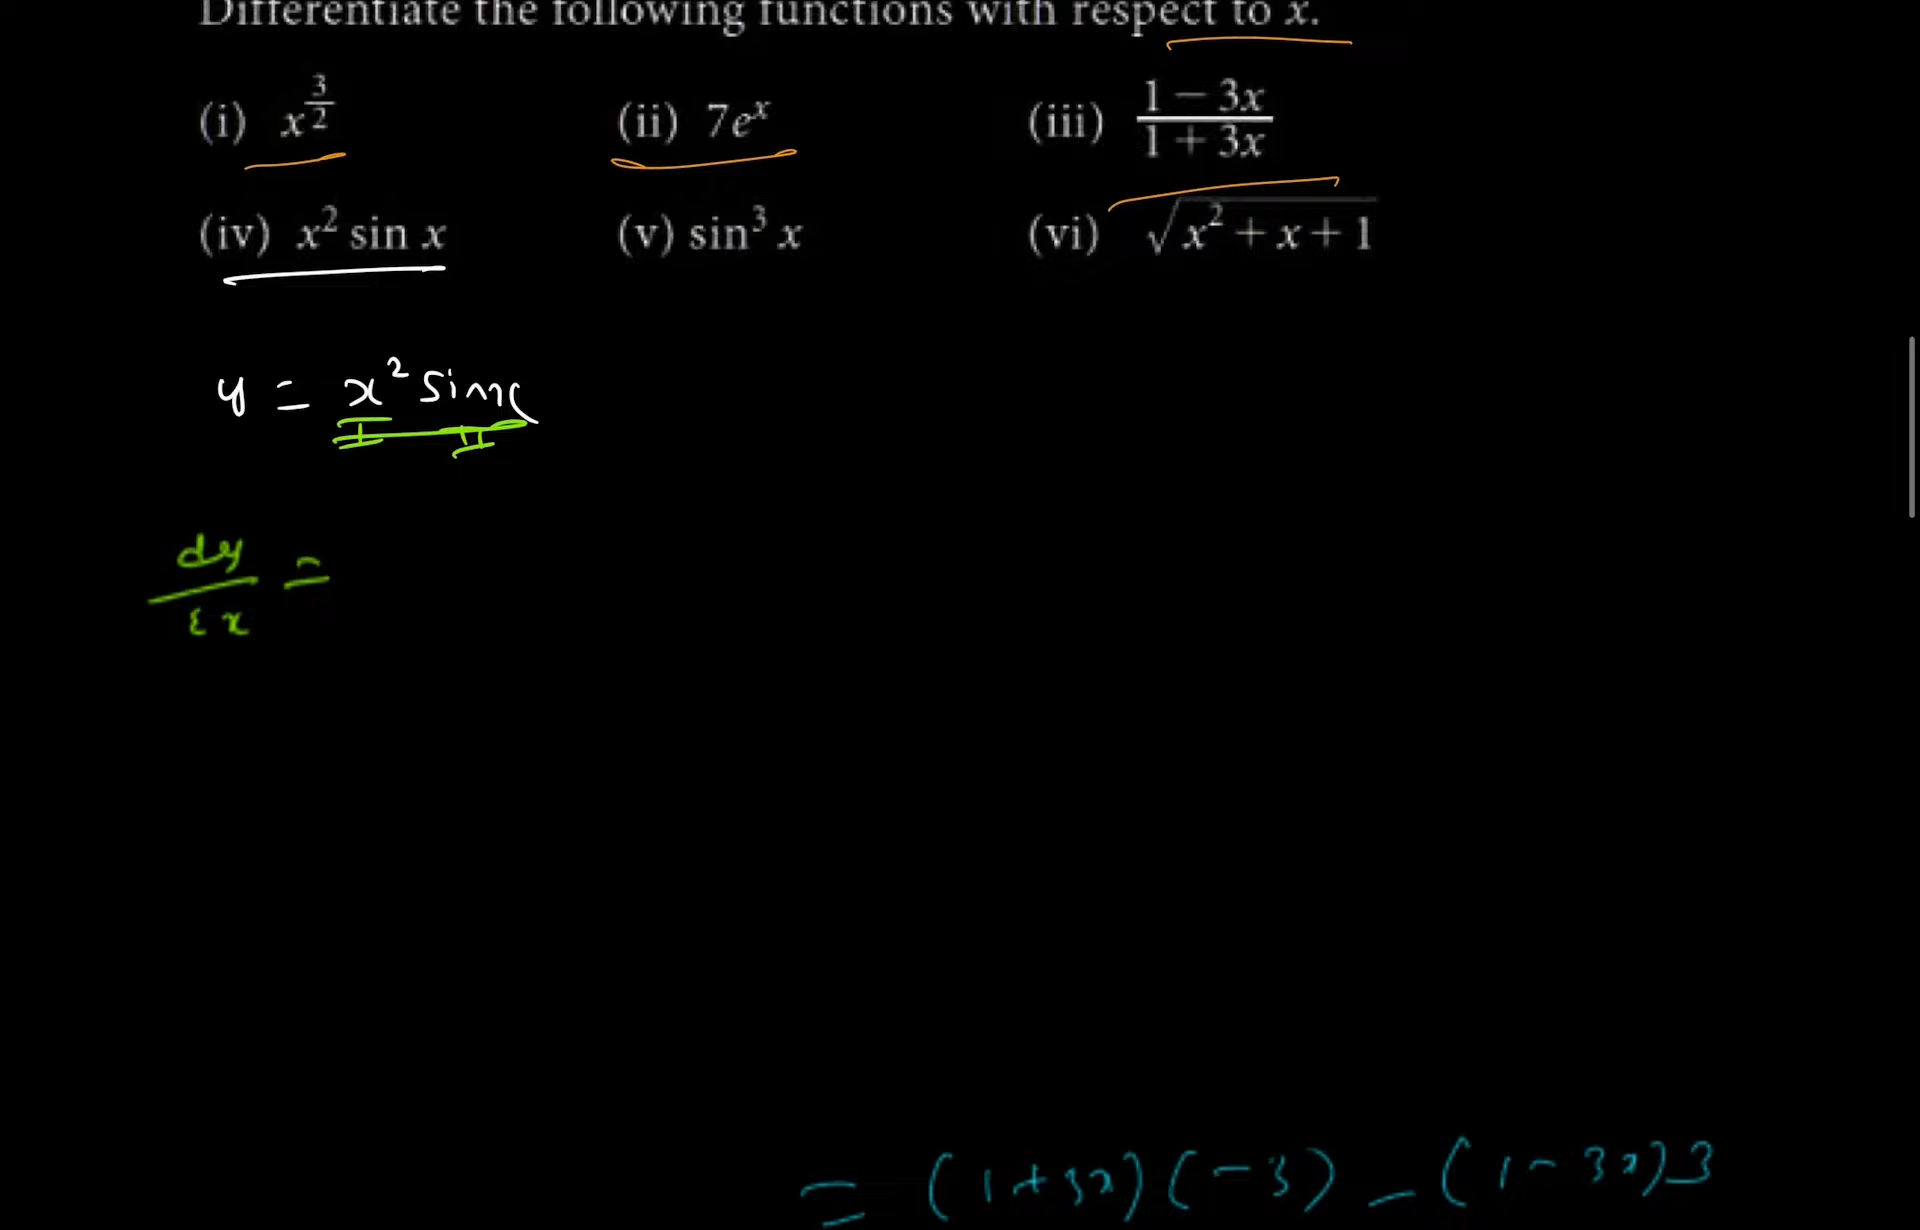 Differentiate the following functions with respect to x.
(i) x^{3/2} (ii) 7e^x (iii) \frac{1 - 3x}{1 + 3x}
(iv) x² sin x (v) sin³ x (vi) √(x² + x + 1)
y = x² sinx
I II
dy/dx =
= (1+3x)(-3) - (1-3x)3